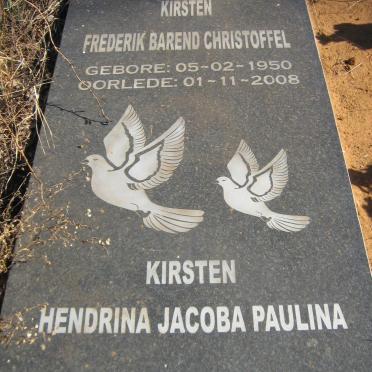 KIRSTEN
FREDERIK BAREND CHRISTOFFEL
GEBORE: 05-02-1950
OORLEDE: 01-11-2008
KIRSTEN
HENDRINA JACOBA PAULINA